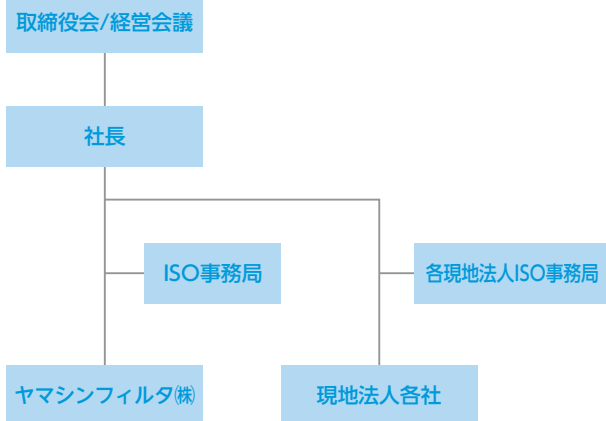 取締役会/経営会議
社長
ISO事務局
各現地法人ISO事務局
ヤマシンフィルタ㈱
現地法人各社